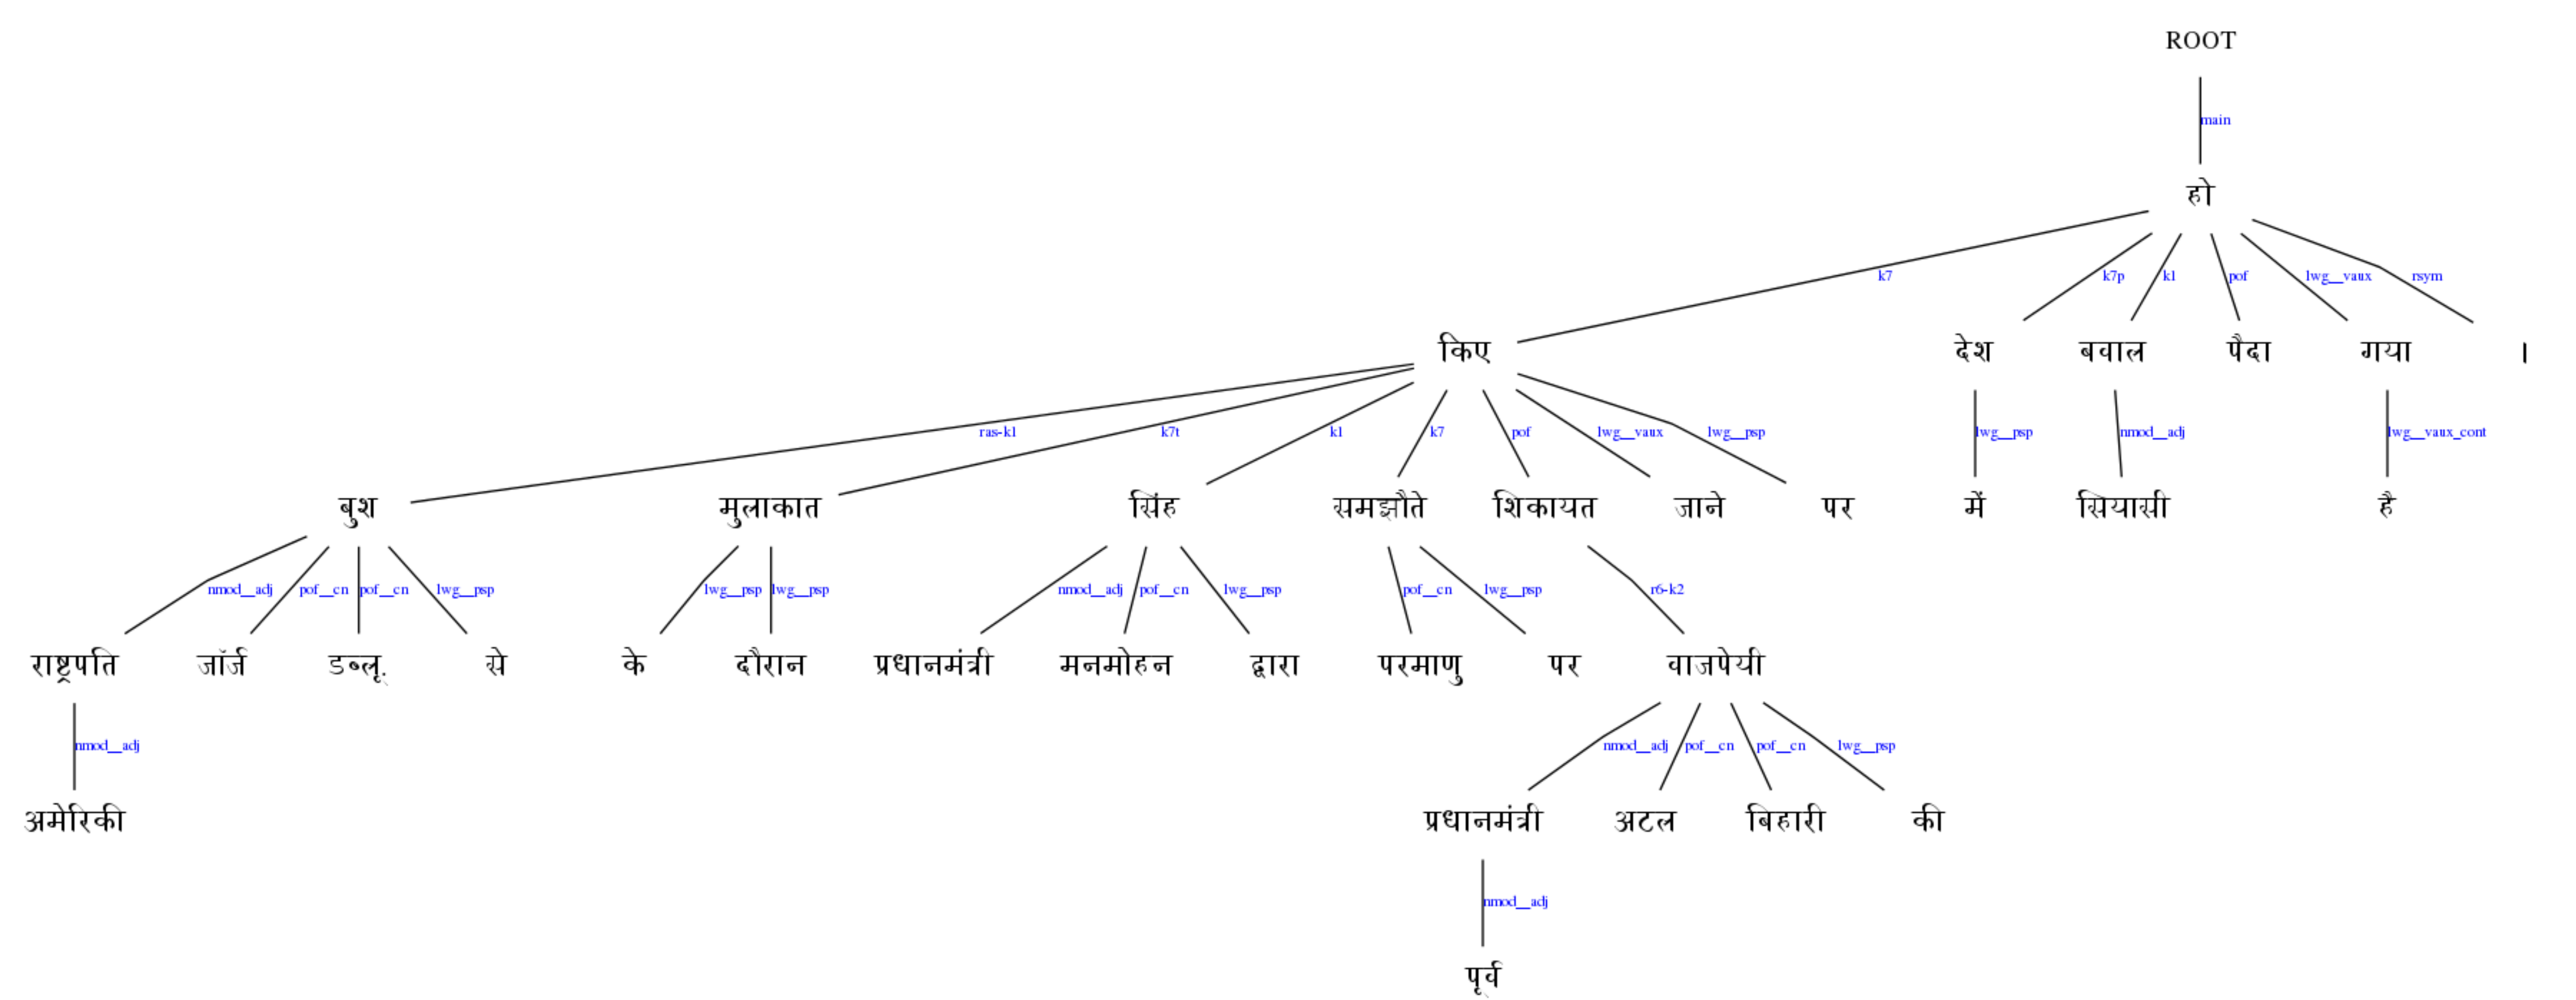 ROOT
main
हो
k7 k7p k1 pof lwg__vaux rsym
किए देश बवाल पैदा गया ।
ras-k1 k7t k1 k7 pof lwg__vaux lwg__psp lwg__psp nmod__adj lwg__vaux_cont
बुश मुलाकात सिंह समझौते शिकायत जाने पर में सियासी है
nmod__adj pof__cn pof__cn lwg__psp lwg__psp lwg__psp nmod__adj pof__cn lwg__psp pof__cn lwg__psp r6-k2
राष्ट्रपति जॉर्ज डब्लू. से के दौरान प्रधानमंत्री मनमोहन द्वारा परमाणु पर वाजपेयी
nmod__adj nmod__adj pof__cn pof__cn lwg__psp
अमेरिकी प्रधानमंत्री अटल बिहारी की
nmod__adj
पूर्व